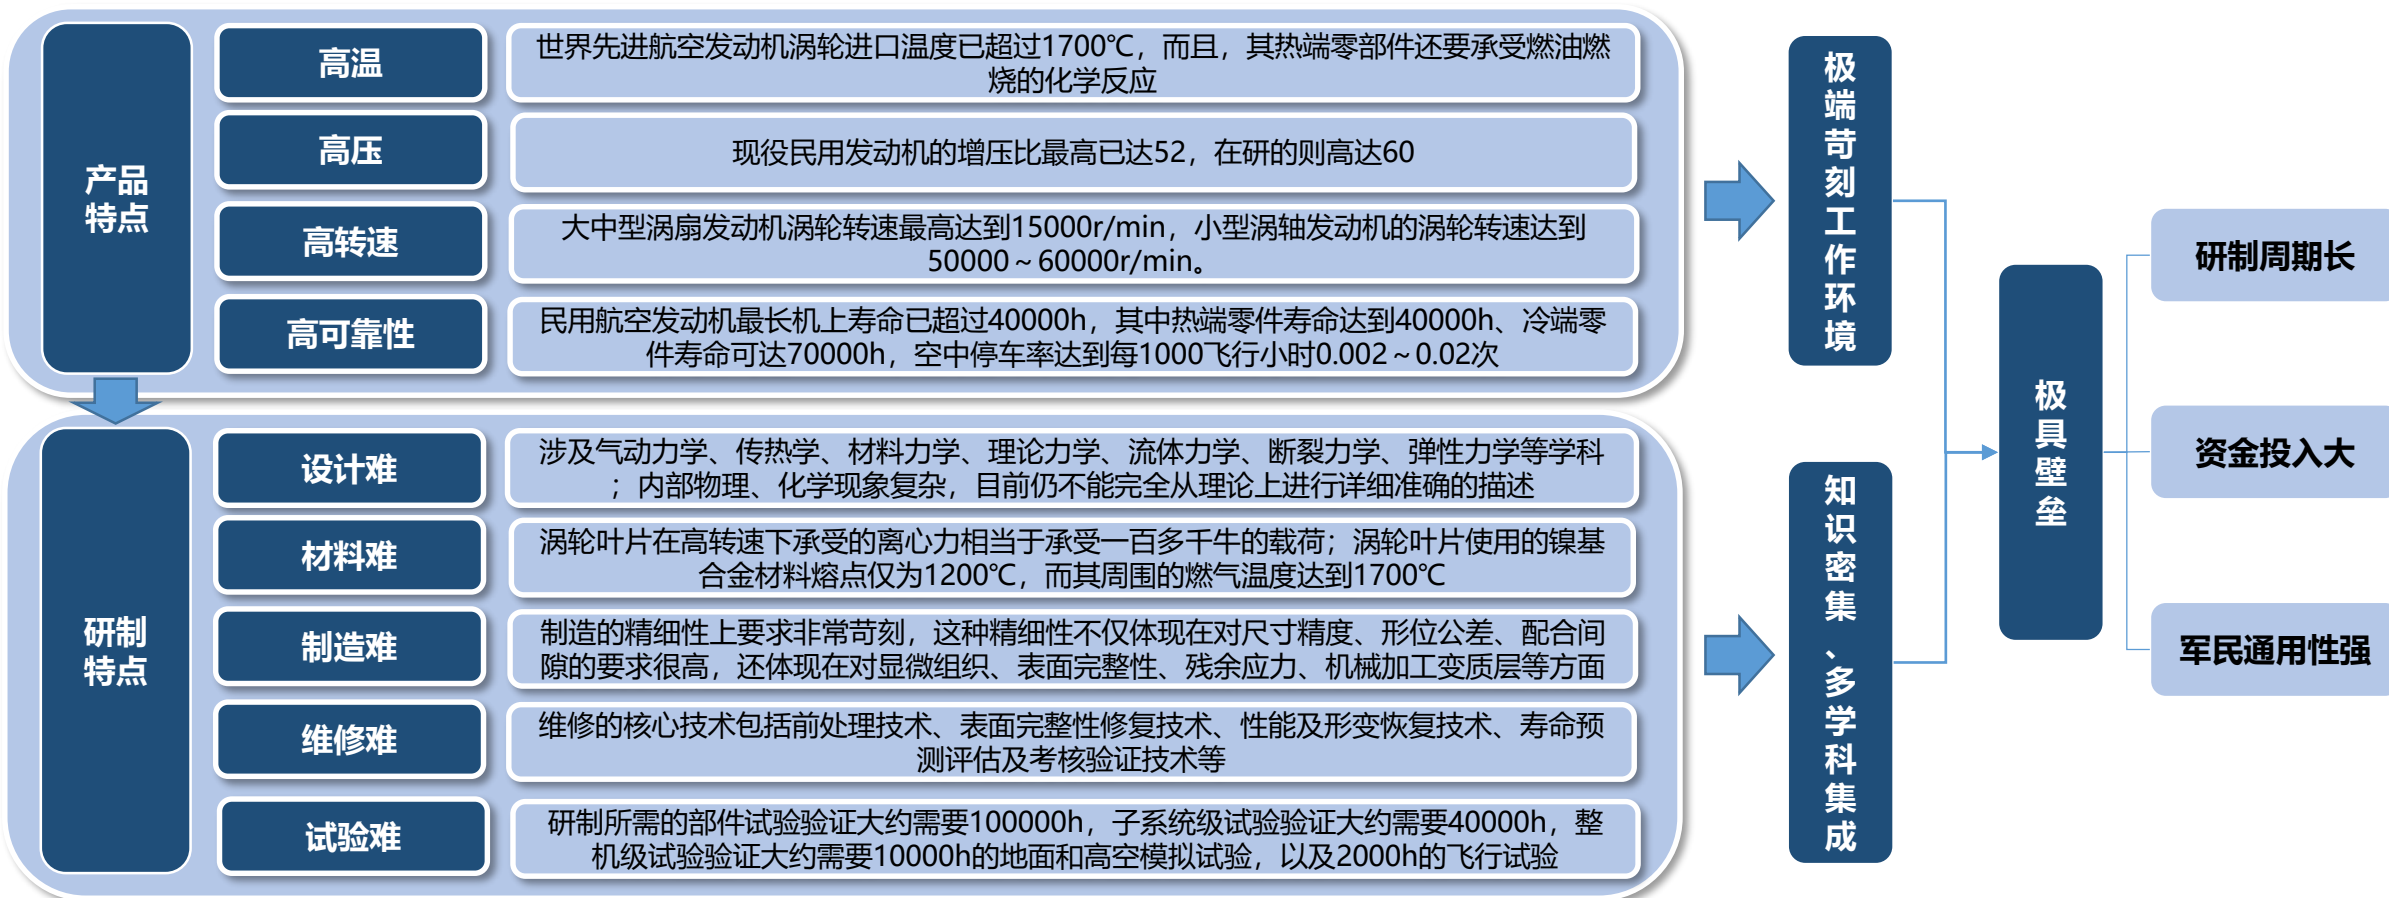 产品
特点
高温
世界先进航空发动机涡轮进口温度已超过1700℃，而且，其热端零部件还要承受燃油燃
烧的化学反应
高压
现役民用发动机的增压比最高已达52，在研的则高达60
高转速
大中型涡扇发动机涡轮转速最高达到15000r/min，小型涡轴发动机的涡轮转速达到
50000～60000r/min。
高可靠性
民用航空发动机最长机上寿命已超过40000h，其中热端零件寿命达到40000h、冷端零
件寿命可达70000h，空中停车率达到每1000飞行小时0.002～0.02次
研制
特点
设计难
涉及气动力学、传热学、材料力学、理论力学、流体力学、断裂力学、弹性力学等学科
；内部物理、化学现象复杂，目前仍不能完全从理论上进行详细准确的描述
材料难
涡轮叶片在高转速下承受的离心力相当于承受一百多千牛的载荷；涡轮叶片使用的镍基
合金材料熔点仅为1200℃，而其周围的燃气温度达到1700℃
制造难
制造的精细性上要求非常苛刻，这种精细性不仅体现在对尺寸精度、形位公差、配合间
隙的要求很高，还体现在对显微组织、表面完整性、残余应力、机械加工变质层等方面
维修难
维修的核心技术包括前处理技术、表面完整性修复技术、性能及形变恢复技术、寿命预
测评估及考核验证技术等
试验难
研制所需的部件试验验证大约需要100000h，子系统级试验验证大约需要40000h，整
机级试验验证大约需要10000h的地面和高空模拟试验，以及2000h的飞行试验
极端苛刻工作环境
知识密集、多学科集成
极具壁垒
研制周期长
资金投入大
军民通用性强